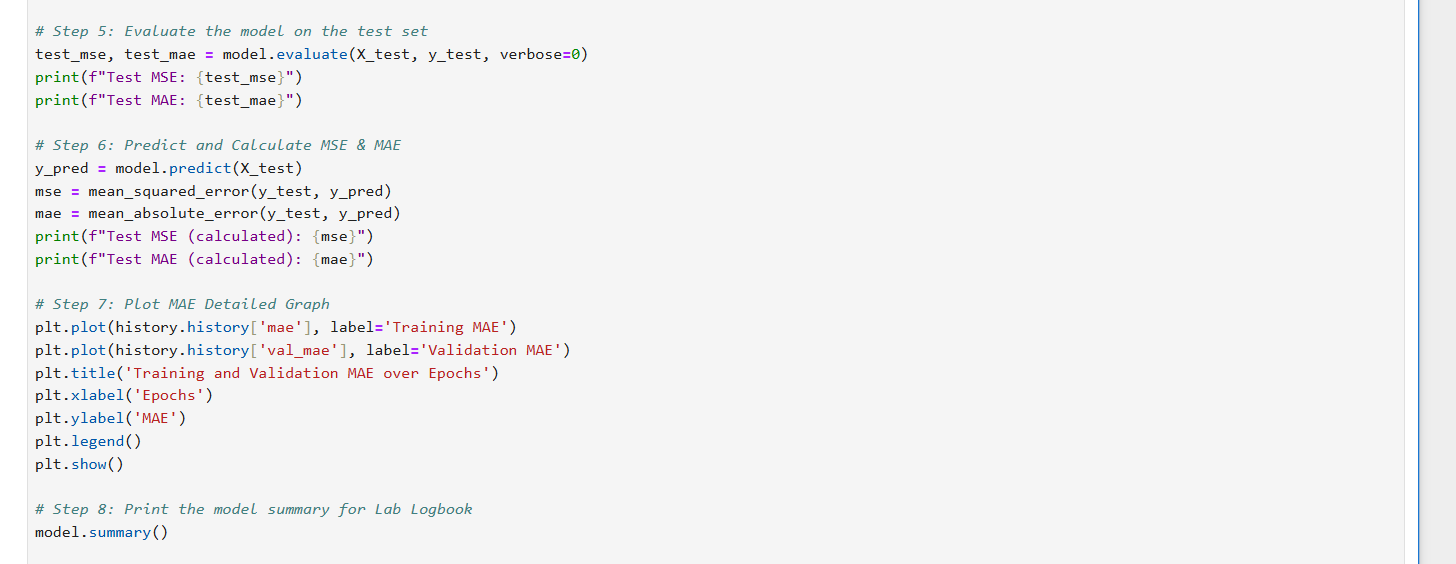 # Step 5: Evaluate the model on the test set
test_mse, test_mae = model.evaluate(X_test, y_test, verbose=0)
print(f"Test MSE: {test_mse}")
print(f"Test MAE: {test_mae}")
# Step 6: Predict and Calculate MSE & MAE
y_pred = model.predict(X_test)
mse = mean_squared_error(y_test, y_pred)
mae = mean_absolute_error(y_test, y_pred)
print(f"Test MSE (calculated): {mse}")
print(f"Test MAE (calculated): {mae}")
# Step 7: Plot MAE Detailed Graph
plt.plot(history.history['mae'], label='Training MAE')
plt.plot(history.history['val_mae'], label='Validation MAE')
plt.title('Training and Validation MAE over Epochs')
plt.xlabel('Epochs')
plt.ylabel('MAE')
plt.legend()
plt.show()
# Step 8: Print the model summary for Lab Logbook
model.summary()